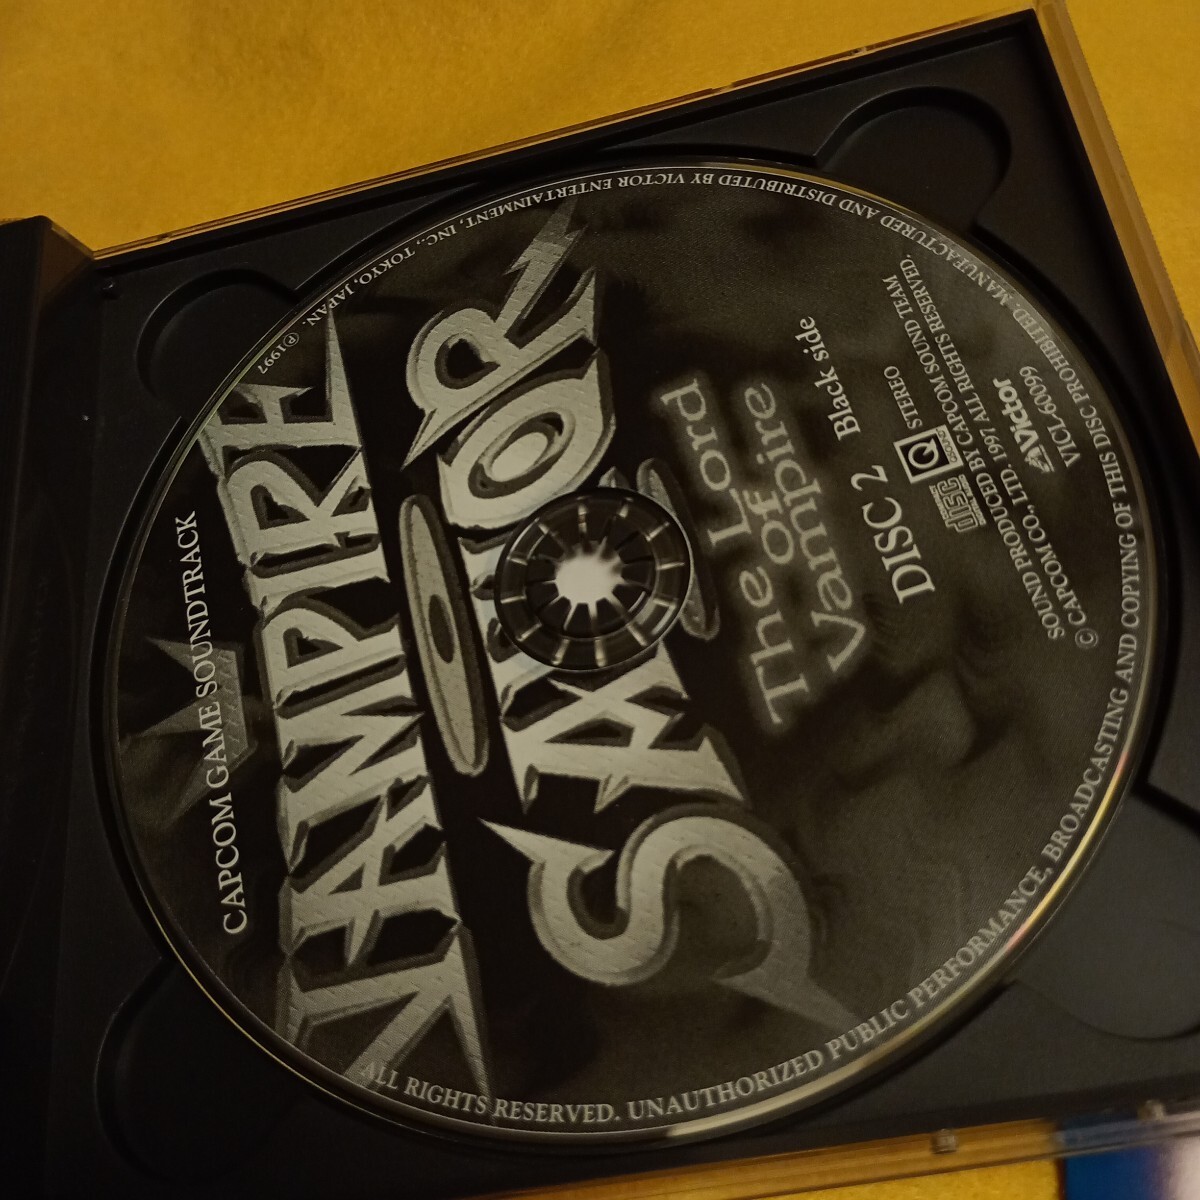 CAPCOM GAME SOUNDTRACK
VAMPIRE
SAVIOR
The Lord
of
Vampire
DISC 2 Black side
STEREO
SOUND PRODUCED BY CAPCOM SOUND TEAM
© CAPCOM CO., LTD. 1997 ALL RIGHTS RESERVED.
Victor
VICL-60099
ALL RIGHTS RESERVED. UNAUTHORIZED PUBLIC PERFORMANCE, BROADCASTING AND COPYING OF THIS DISC PROHIBITED. MANUFACTURED AND DISTRIBUTED BY VICTOR ENTERTAINMENT, INC., TOKYO, JAPAN. ℗1997